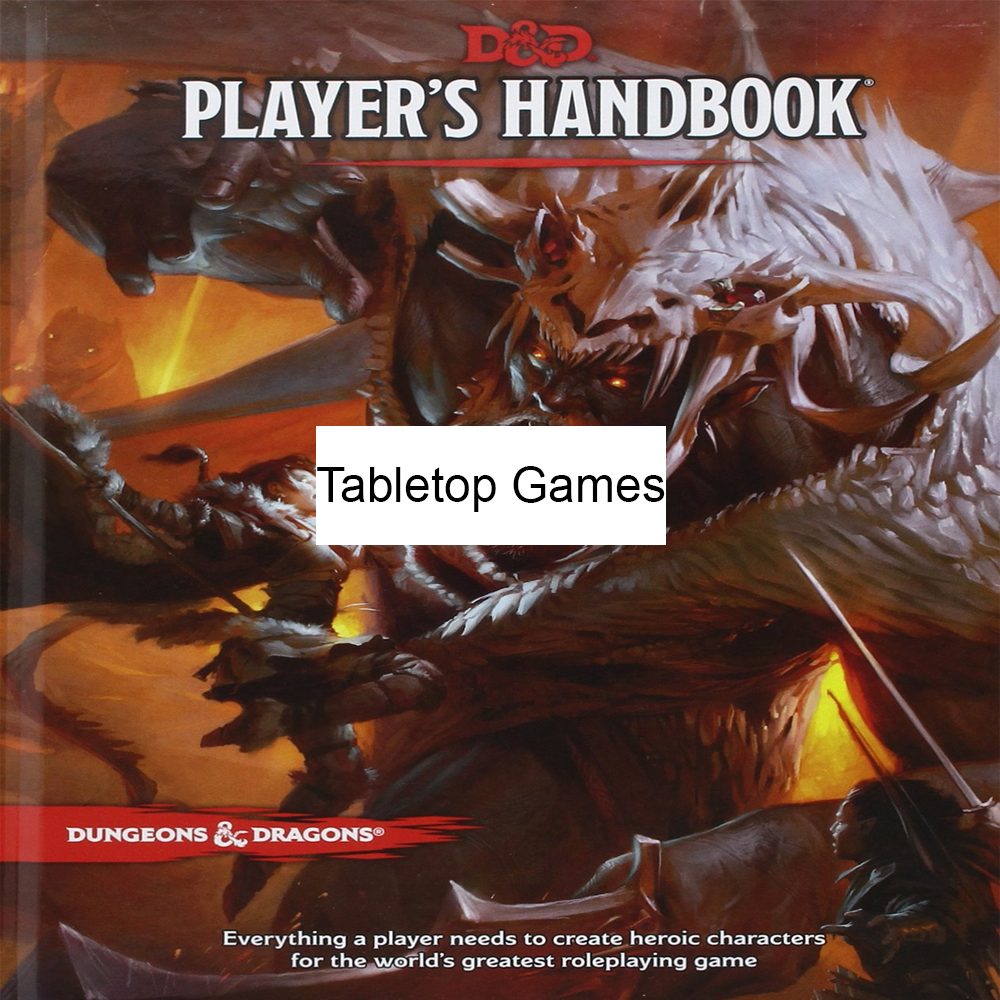 D&D
PLAYER'S HANDBOOK®
Tabletop Games
DUNGEONS & DRAGONS®
Everything a player needs to create heroic characters
for the world's greatest roleplaying game